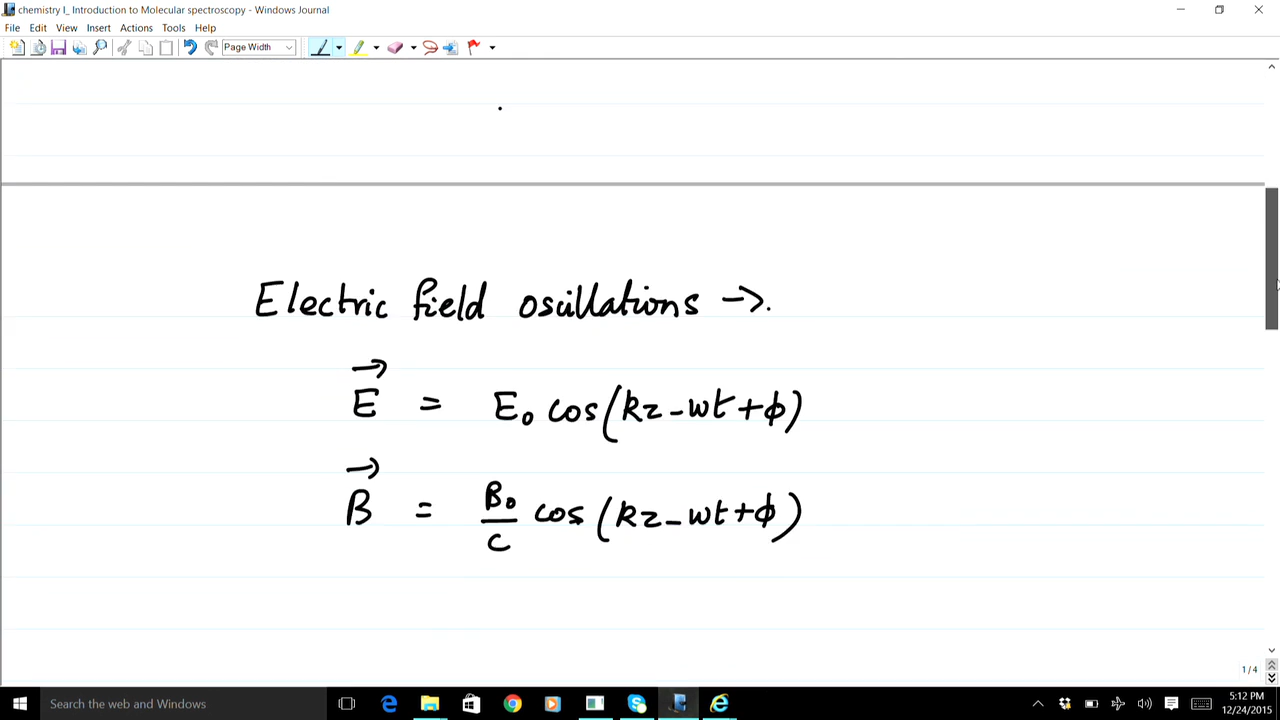 chemistry I_ Introduction to Molecular spectroscopy - Windows Journal
File Edit View Insert Actions Tools Help
Page Width
Electric field oscillations →.
E⃗ = E₀ cos(kz-wt+ϕ)
B⃗ = B₀/c cos(kz-wt+ϕ)
1 / 4
Search the web and Windows
5:12 PM
12/24/2015